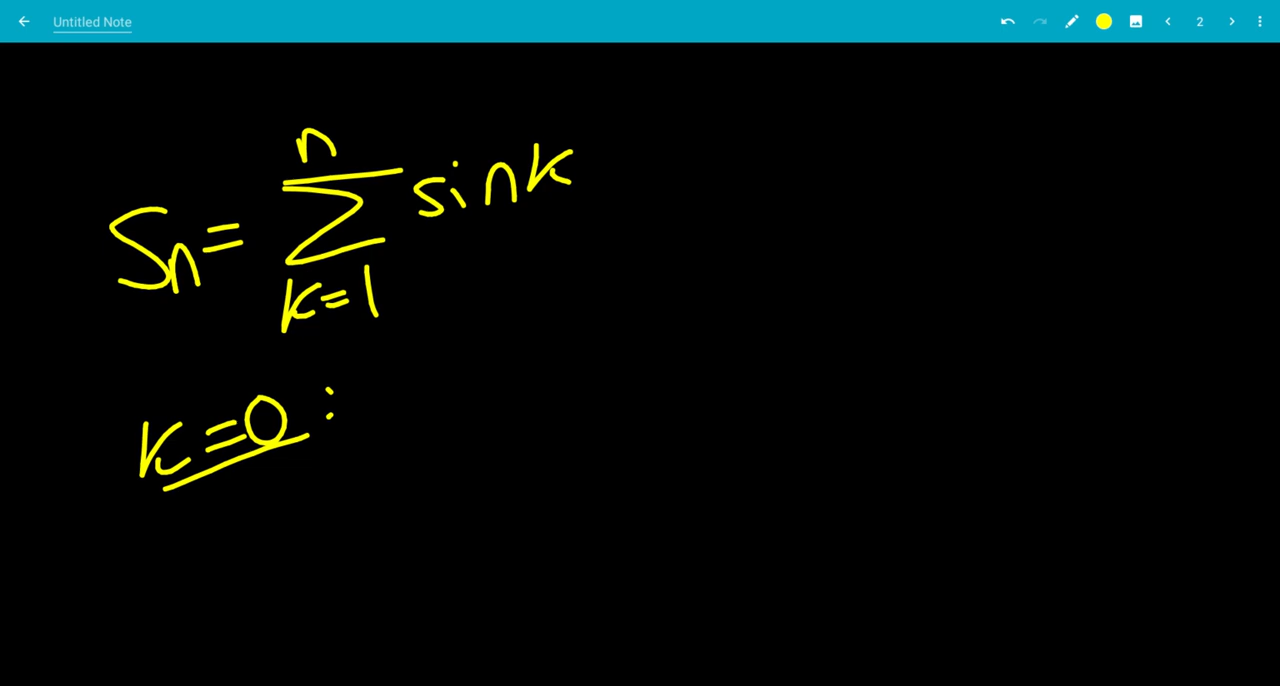 Untitled Note
2
n
Sn= ∑ sink
k=1
k=0 :